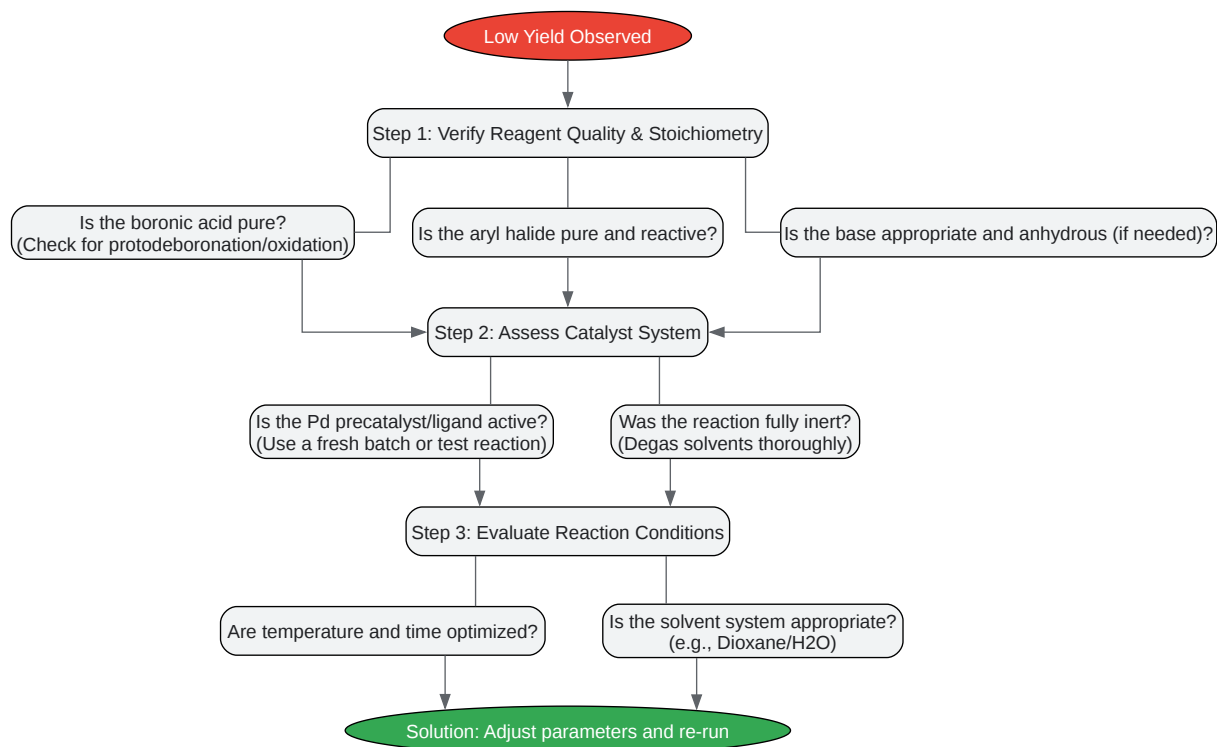 Low Yield Observed
Step 1: Verify Reagent Quality & Stoichiometry
Is the boronic acid pure?
(Check for protodeboronation/oxidation)
Is the aryl halide pure and reactive?
Is the base appropriate and anhydrous (if needed)?
Step 2: Assess Catalyst System
Is the Pd precatalyst/ligand active?
(Use a fresh batch or test reaction)
Was the reaction fully inert?
(Degas solvents thoroughly)
Step 3: Evaluate Reaction Conditions
Are temperature and time optimized?
Is the solvent system appropriate?
(e.g., Dioxane/H2O)
Solution: Adjust parameters and re-run